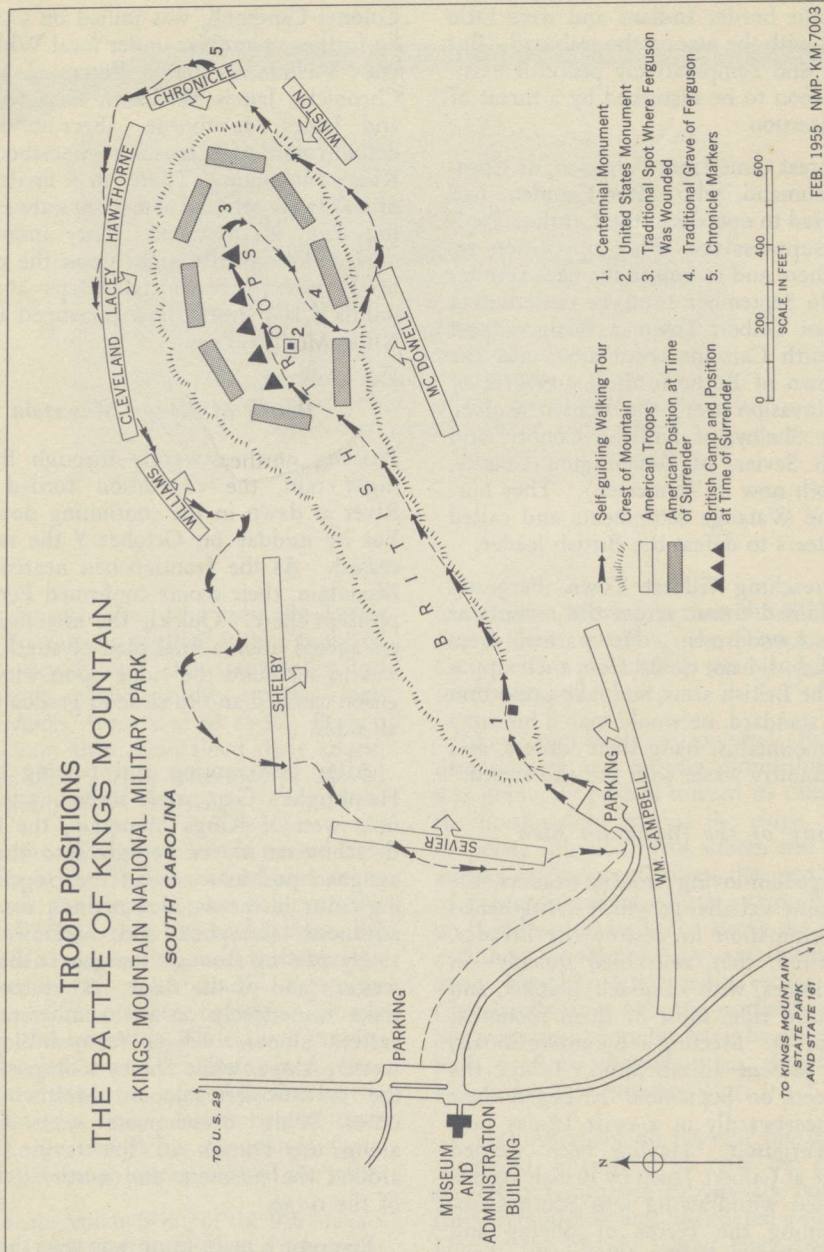 TROOP POSITIONS
THE BATTLE OF KINGS MOUNTAIN
KINGS MOUNTAIN NATIONAL MILITARY PARK
SOUTH CAROLINA
TO U.S. 29
PARKING
MUSEUM
AND
ADMINISTRATION
BUILDING
N
TO KINGS MOUNTAIN
STATE PARK
AND STATE 161
WM. CAMPBELL
PARKING
SEVIER
SHELBY
WILLIAMS
CLEVELAND
LACEY
HAWTHORNE
CHRONICLE
5
WINSTON
MC DOWELL
1
BRITISH TROOPS
2
3
4
Self-guiding Walking Tour
Crest of Mountain
American Troops
American Position at Time
of Surrender
British Camp and Position
at Time of Surrender
1. Centennial Monument
2. United States Monument
3. Traditional Spot Where Ferguson
Was Wounded
4. Traditional Grave of Ferguson
5. Chronicle Markers
0 200 400 600
SCALE IN FEET
FEB. 1955 NMP-KM-7003